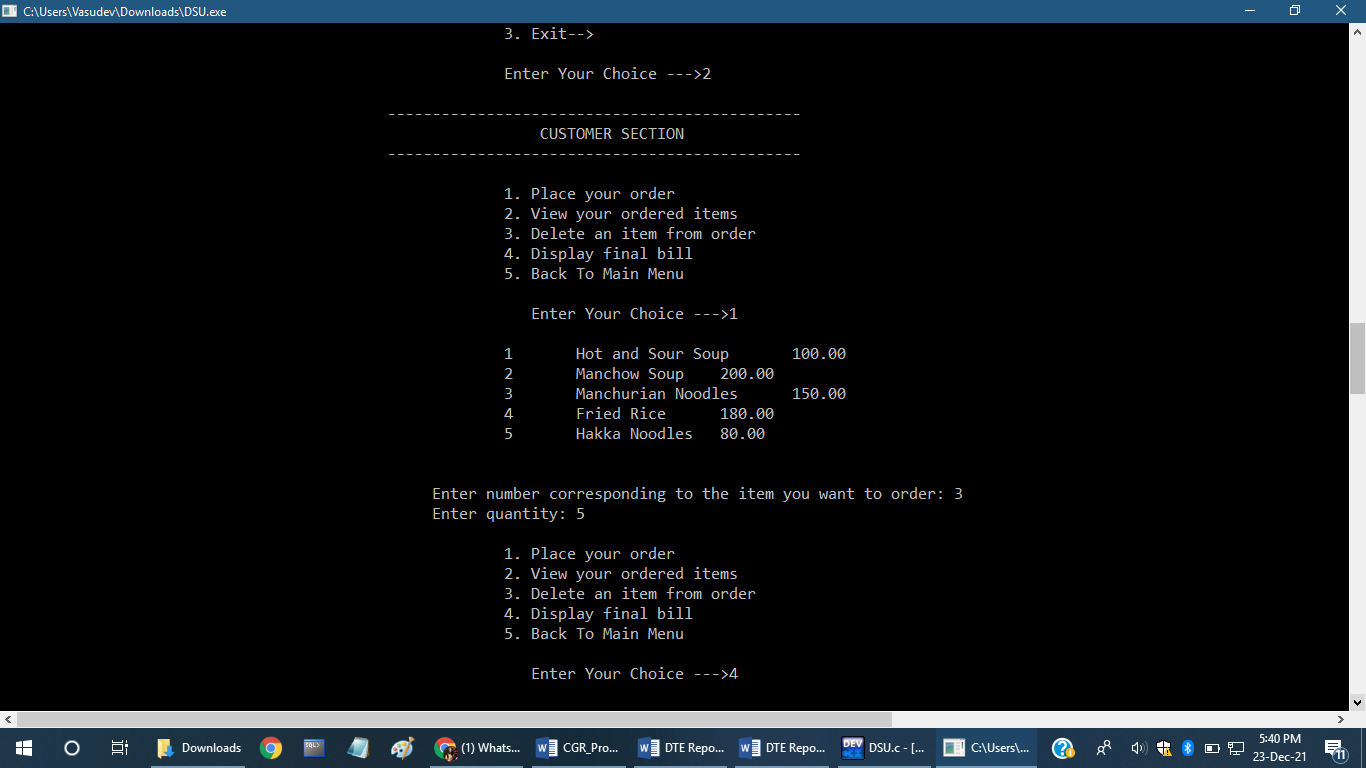 C:\Users\Vasudev\Downloads\DSU.exe
3. Exit-->
Enter Your Choice --->2
----------------------------------------------
CUSTOMER SECTION
----------------------------------------------
1. Place your order
2. View your ordered items
3. Delete an item from order
4. Display final bill
5. Back To Main Menu
Enter Your Choice --->1
1 Hot and Sour Soup 100.00
2 Manchow Soup 200.00
3 Manchurian Noodles 150.00
4 Fried Rice 180.00
5 Hakka Noodles 80.00
Enter number corresponding to the item you want to order: 3
Enter quantity: 5
1. Place your order
2. View your ordered items
3. Delete an item from order
4. Display final bill
5. Back To Main Menu
Enter Your Choice --->4
Downloads SQL> (1) Whats... CGR_Pro... DTE Repo... DTE Repo... DEV DSU.c - [... C:\Users\... 5:40 PM
23-Dec-21 11